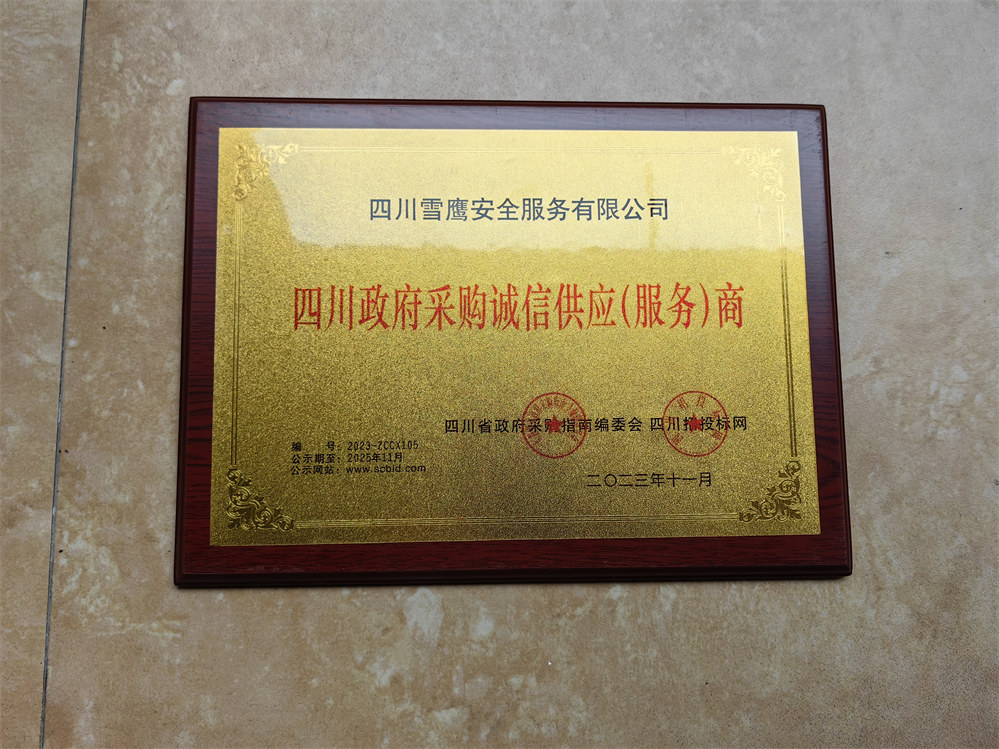 四川雪鹰安全服务有限公司
四川政府采购诚信供应(服务)商
四川省政府采购指南编委会 四川招投标网
编 号：2023-ZCCX105
公示期至：2025年11月
公示网站：www.scbid.com
二〇二三年十一月